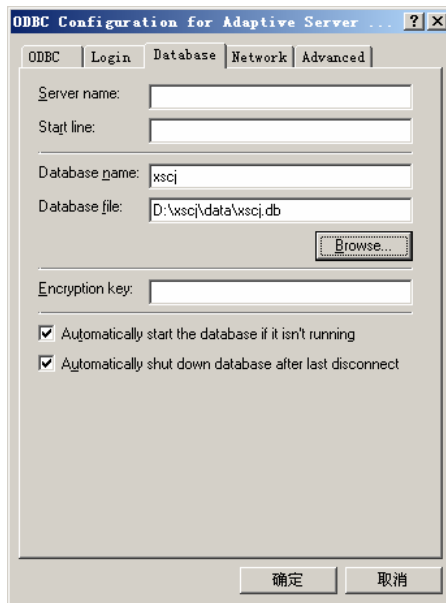 ODBC Configuration for Adaptive Server ...
ODBC Login Database Network Advanced
Server name:
Start line:
Database name: xscj
Database file: D:\xscj\data\xscj.db
Browse...
Encryption key:
Automatically start the database if it isn't running
Automatically shut down database after last disconnect
确定 取消